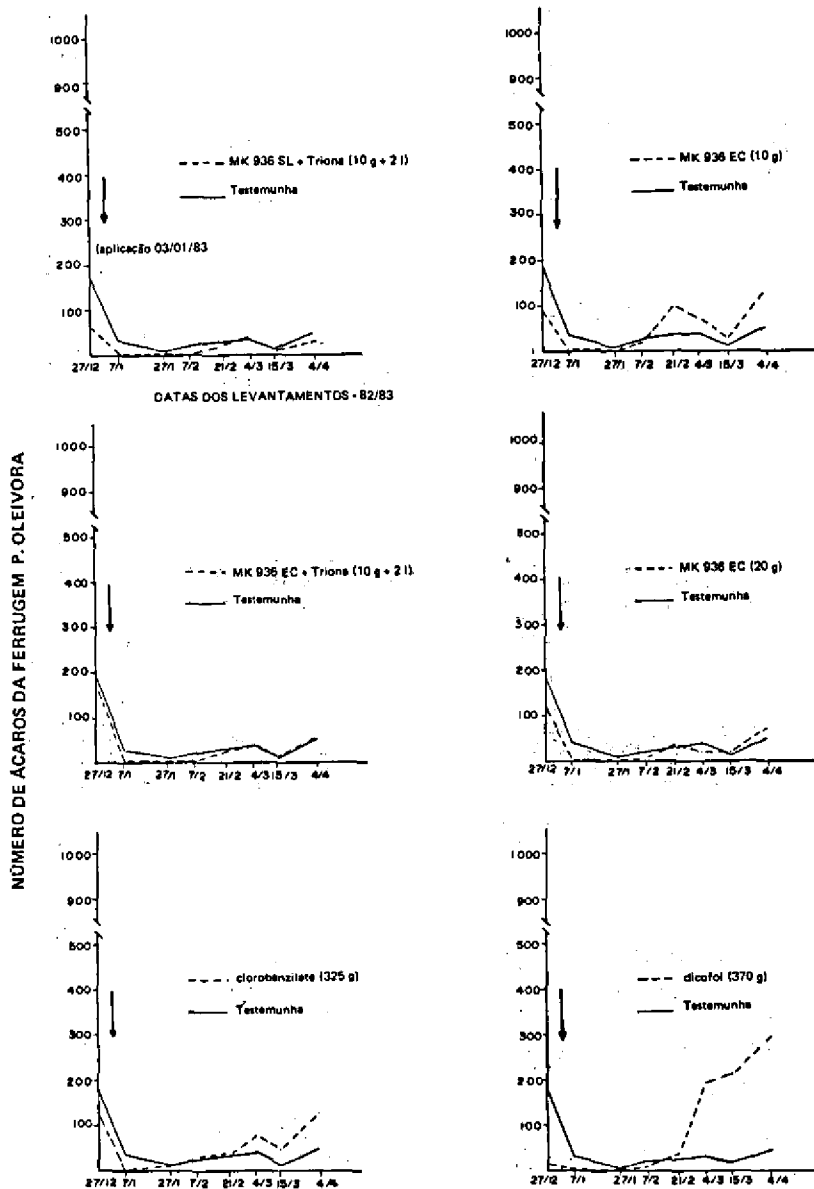 NÚMERO DE ÁCAROS DA FERRUGEM P. OLEIVORA
1000
900
500
400
300
200
100
MK 936 SL + Triona (10 g + 2 l)
Testemunha
(aplicação 03/01/83
27/12 7/1 27/1 7/2 21/2 4/3 15/3 4/4
DATAS DOS LEVANTAMENTOS - 82/83
1000
900
500
400
300
200
100
MK 936 EC (10 g)
Testemunha
27/12 7/1 27/1 7/2 21/2 4/3 15/3 4/4
1000
900
500
400
300
200
100
MK 936 EC + Triona (10 g + 2 l).
Testemunha
27/12 7/1 27/1 7/2 21/2 4/3 15/3 4/4
1000
900
500
400
300
200
100
MK 936 EC (20 g)
Testemunha
27/12 7/1 27/1 7/2 21/2 4/3 15/3 4/4
1000
900
500
400
300
200
100
clorobenzilate (325 g)
Testemunha
27/12 7/1 27/1 7/2 21/2 4/3 15/3 4/4
1000
900
500
400
300
200
100
dicofol (370 g)
Testemunha
27/12 7/1 27/1 7/2 21/2 4/3 15/3 4/4